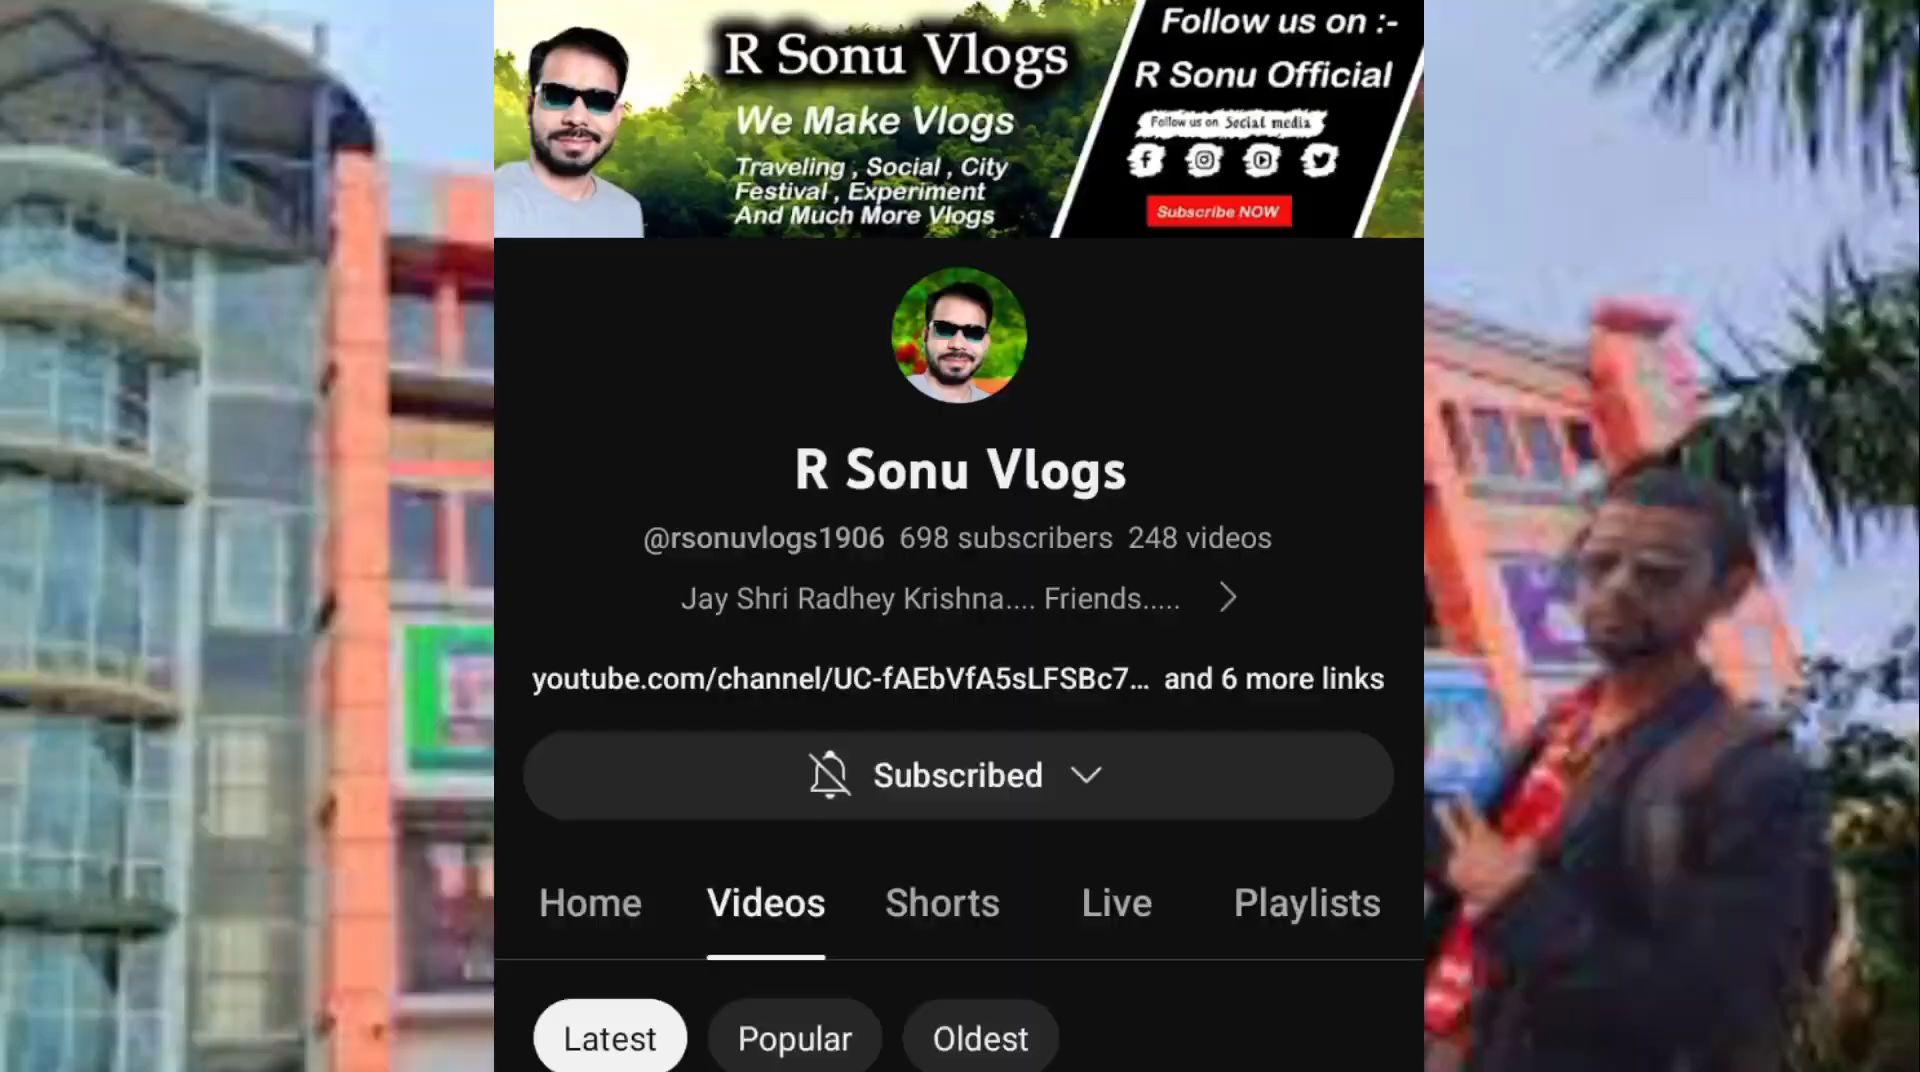 R Sonu Vlogs
We Make Vlogs
Traveling , Social , City
Festival , Experiment
And Much More Vlogs
Follow us on :-
R Sonu Official
Follow us on Social media
Subscribe NOW
R Sonu Vlogs
@rsonuvlogs1906 698 subscribers 248 videos
Jay Shri Radhey Krishna.... Friends.....
youtube.com/channel/UC-fAEbVfA5sLFSBc7... and 6 more links
Subscribed
Home Videos Shorts Live Playlists
Latest Popular Oldest